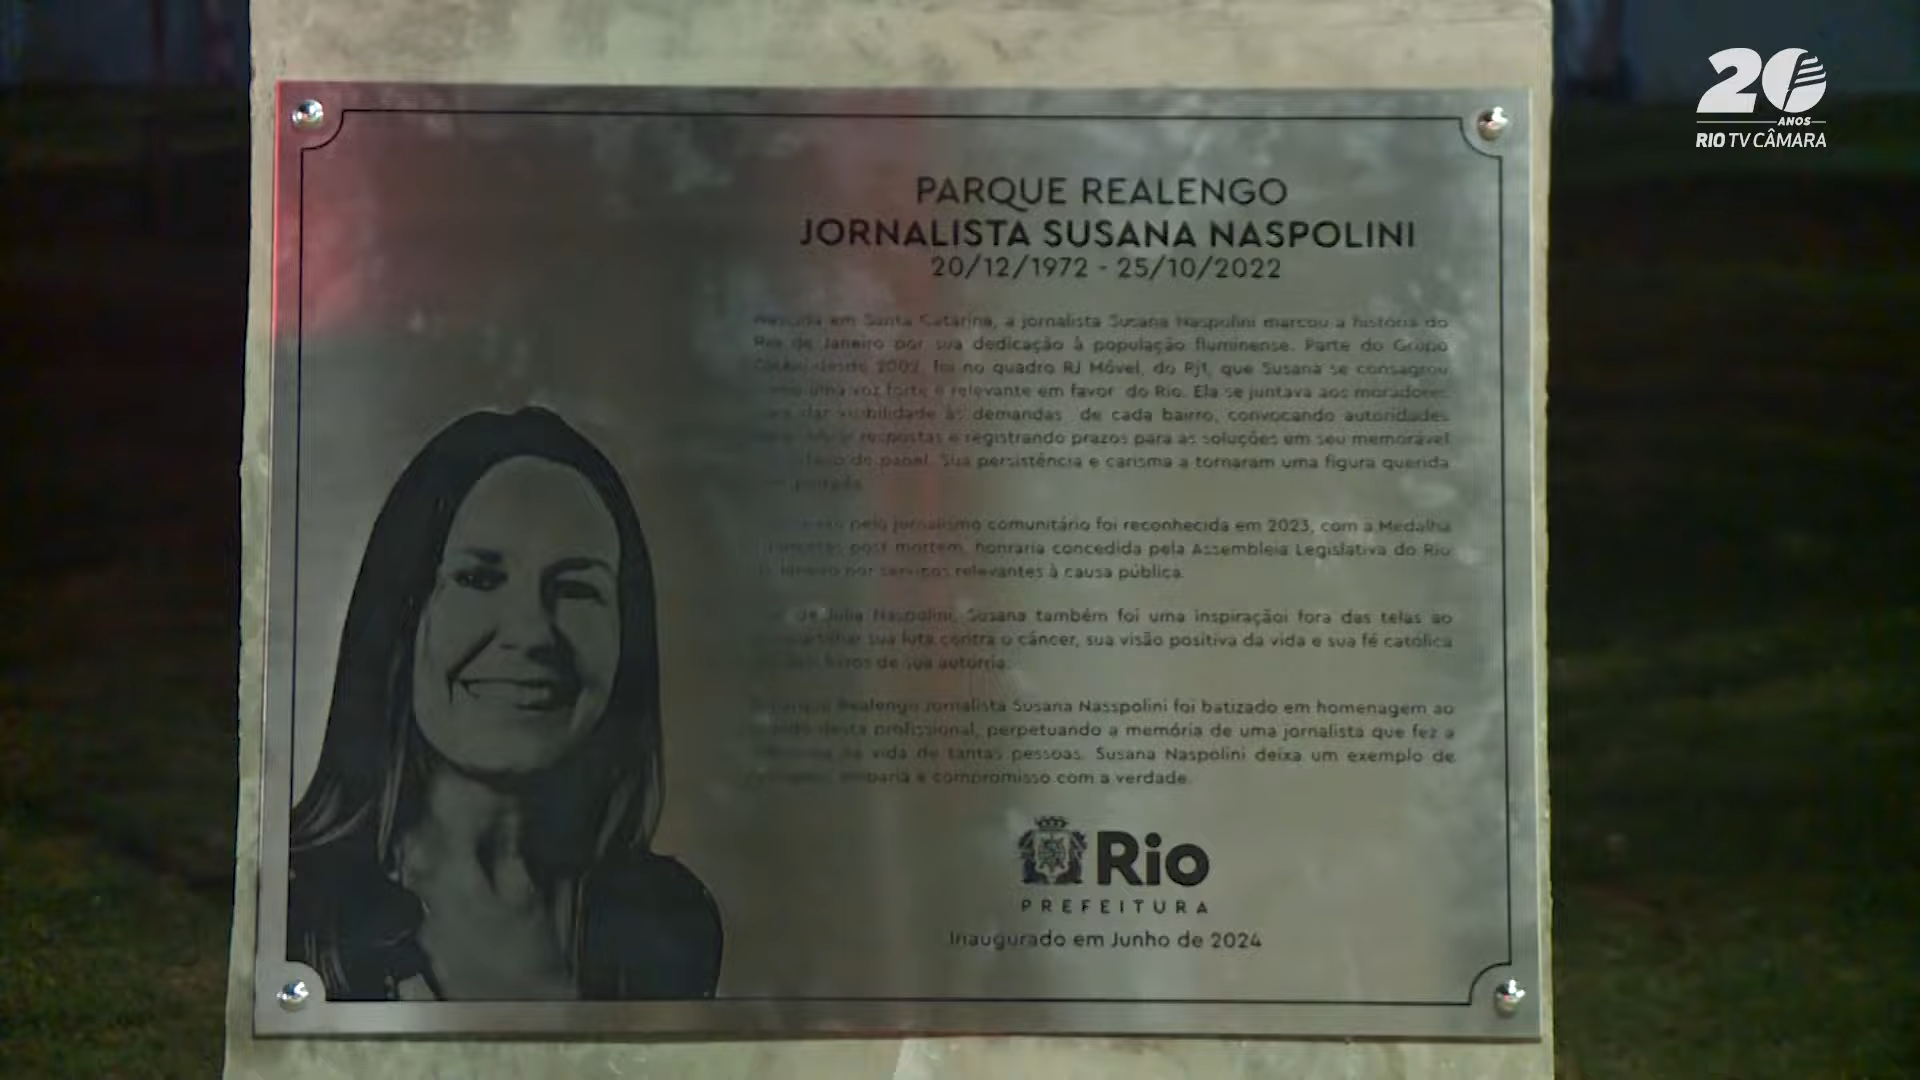 20
ANOS
RIO TV CÂMARA
PARQUE REALENGO
JORNALISTA SUSANA NASPOLINI
20/12/1972 - 25/10/2022
Nascida em Santa Catarina, a jornalista Susana Naspolini marcou a história do
Rio de Janeiro por sua dedicação à população fluminense. Parte do Grupo
desde 2002, foi no quadro RJ Móvel, do RJ1, que Susana se consagrou
uma voz forte e relevante em favor do Rio. Ela se juntava aos moradores
dar visibilidade às demandas de cada bairro, convocando autoridades
respostas e registrando prazos para as soluções em seu memorável
de papel. Sua persistência e carisma a tornaram uma figura querida
pelo jornalismo comunitário foi reconhecida em 2023, com a Medalha
post mortem, honraria concedida pela Assembleia Legislativa do Rio
de Janeiro por serviços relevantes à causa pública.
de Julia Naspolini, Susana também foi uma inspiraçãoi fora das telas ao
sua luta contra o câncer, sua visão positiva da vida e sua fé católica
livros de sua autorria.
Realengo Jornalista Susana Nasspolini foi batizado em homenagem ao
desta profissional, perpetuando a memória de uma jornalista que fez a
na vida de tantas pessoas. Susana Naspolini deixa um exemplo de
e compromisso com a verdade.
Rio
PREFEITURA
Inaugurado em Junho de 2024